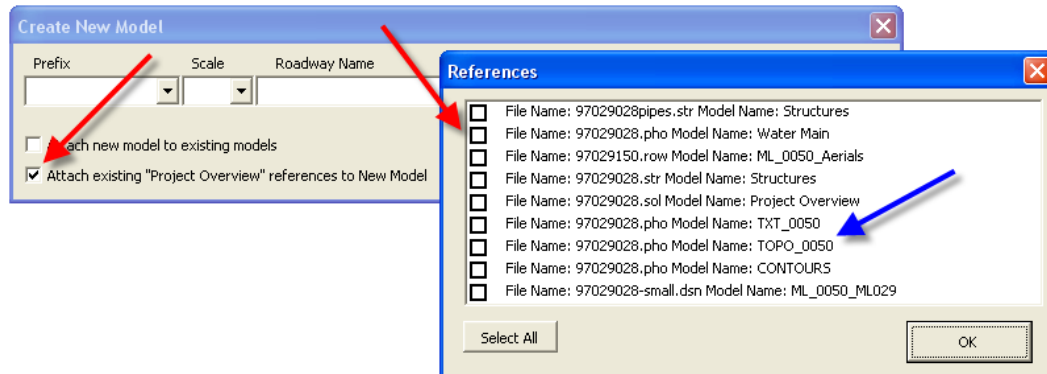 Create New Model
Prefix Scale Roadway Name
Attach new model to existing models
Attach existing "Project Overview" references to New Model
References
File Name: 97029028pipes.str Model Name: Structures
File Name: 97029028.pho Model Name: Water Main
File Name: 97029150.row Model Name: ML_0050_Aerials
File Name: 97029028.str Model Name: Structures
File Name: 97029028.sol Model Name: Project Overview
File Name: 97029028.pho Model Name: TXT_0050
File Name: 97029028.pho Model Name: TOPO_0050
File Name: 97029028.pho Model Name: CONTOURS
File Name: 97029028-small.dsn Model Name: ML_0050_ML029
Select All OK